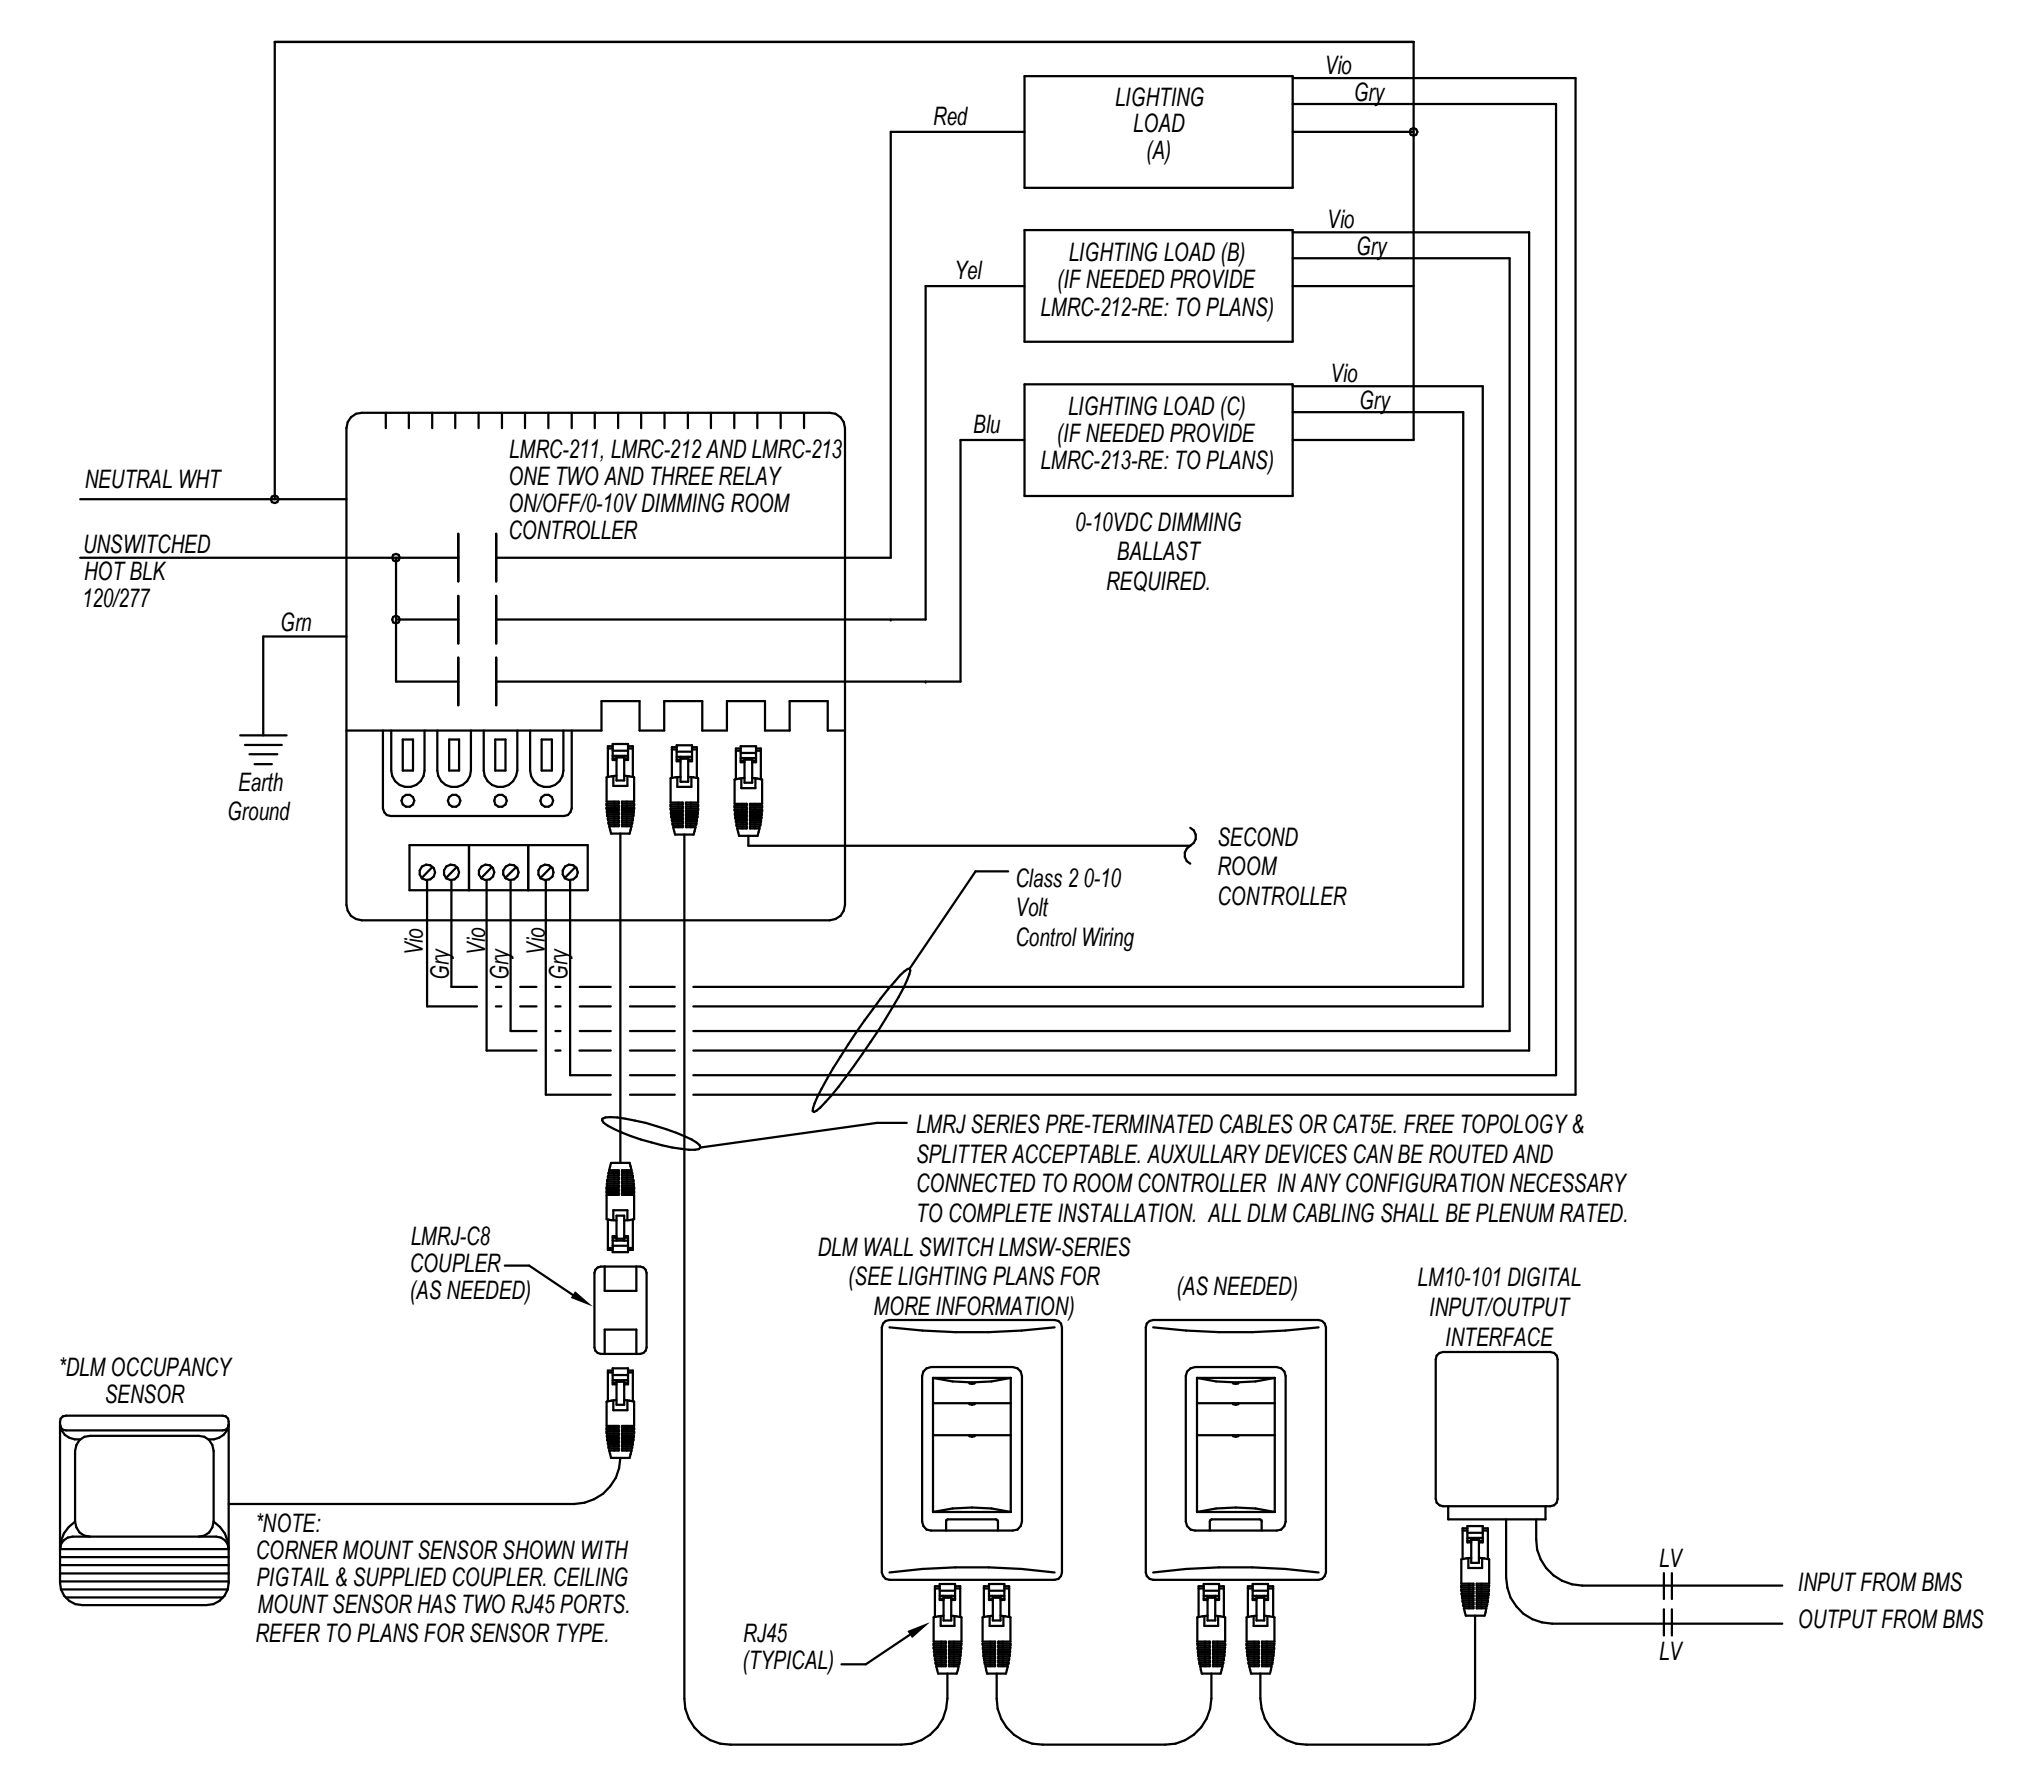 Vio
Gry
LIGHTING
LOAD
(A)
Red
Vio
Gry
LIGHTING LOAD (B)
(IF NEEDED PROVIDE
LMRC-212-RE: TO PLANS)
Yel
Vio
Gry
LIGHTING LOAD (C)
(IF NEEDED PROVIDE
LMRC-213-RE: TO PLANS)
Blu
0-10VDC DIMMING
BALLAST
REQUIRED.
LMRC-211, LMRC-212 AND LMRC-213
ONE TWO AND THREE RELAY
ON/OFF/0-10V DIMMING ROOM
CONTROLLER
NEUTRAL WHT
UNSWITCHED
HOT BLK
120/277
Grn
Earth
Ground
SECOND
ROOM
CONTROLLER
Class 2 0-10
Volt
Control Wiring
Vio
Gry
Vio
Gry
Vio
Gry
LMRJ SERIES PRE-TERMINATED CABLES OR CAT5E. FREE TOPOLOGY &
SPLITTER ACCEPTABLE. AUXULLARY DEVICES CAN BE ROUTED AND
CONNECTED TO ROOM CONTROLLER IN ANY CONFIGURATION NECESSARY
TO COMPLETE INSTALLATION. ALL DLM CABLING SHALL BE PLENUM RATED.
LMRJ-C8
COUPLER
(AS NEEDED)
DLM WALL SWITCH LMSW-SERIES
(SEE LIGHTING PLANS FOR
MORE INFORMATION)
(AS NEEDED)
LM10-101 DIGITAL
INPUT/OUTPUT
INTERFACE
*DLM OCCUPANCY
SENSOR
*NOTE:
CORNER MOUNT SENSOR SHOWN WITH
PIGTAIL & SUPPLIED COUPLER. CEILING
MOUNT SENSOR HAS TWO RJ45 PORTS.
REFER TO PLANS FOR SENSOR TYPE.
RJ45
(TYPICAL)
LV
INPUT FROM BMS
OUTPUT FROM BMS
LV